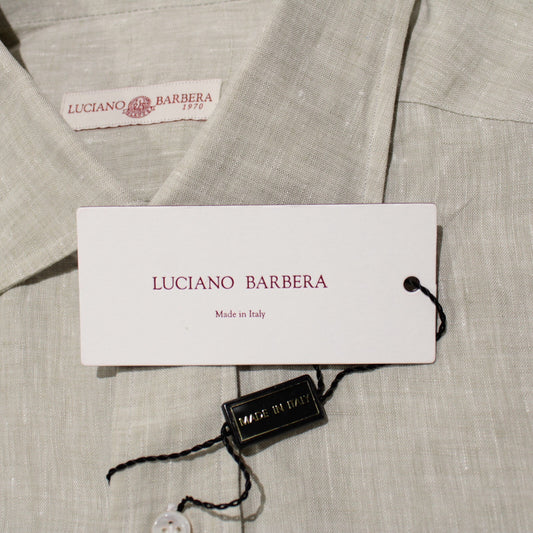 LUCIANO BARBERA
1970
LUCIANO BARBERA
Made in Italy
MADE IN ITALY